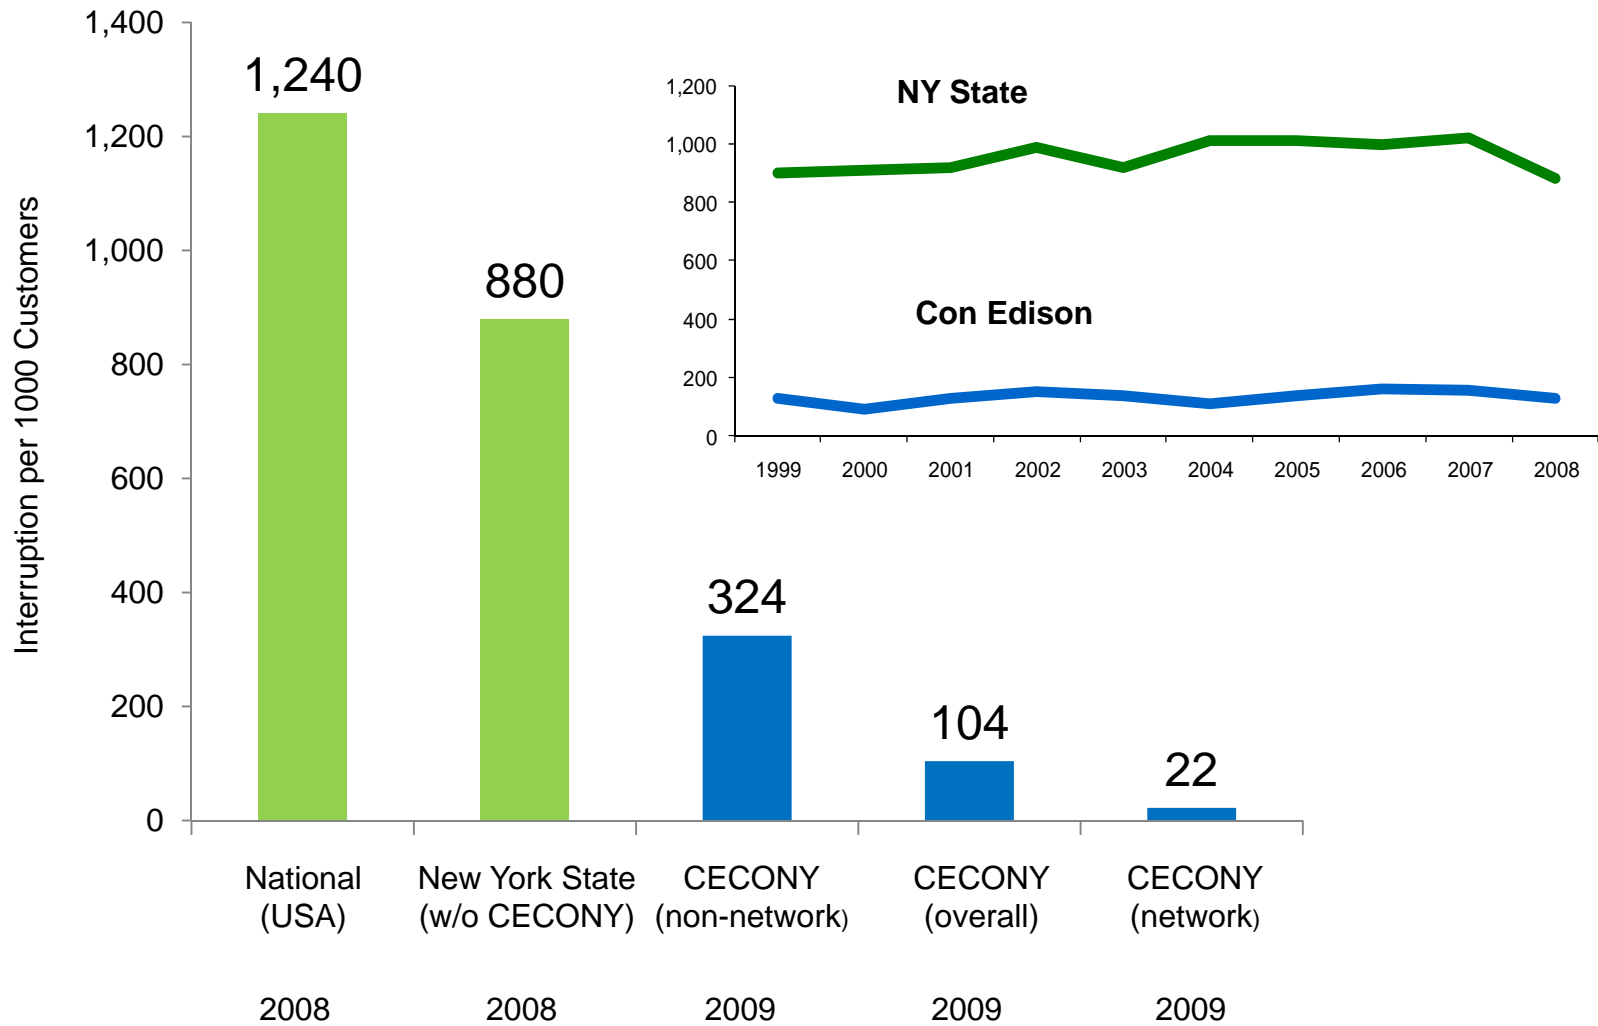 Interruption per 1000 Customers
1,400
1,200
1,000
800
600
400
200
0
1,240
880
324
104
22
National
(USA)
New York State
(w/o CECONY)
CECONY
(non-network)
CECONY
(overall)
CECONY
(network)
2008
2008
2009
2009
2009
NY State
Con Edison
1,200
1,000
800
600
400
200
0
1999 2000 2001 2002 2003 2004 2005 2006 2007 2008